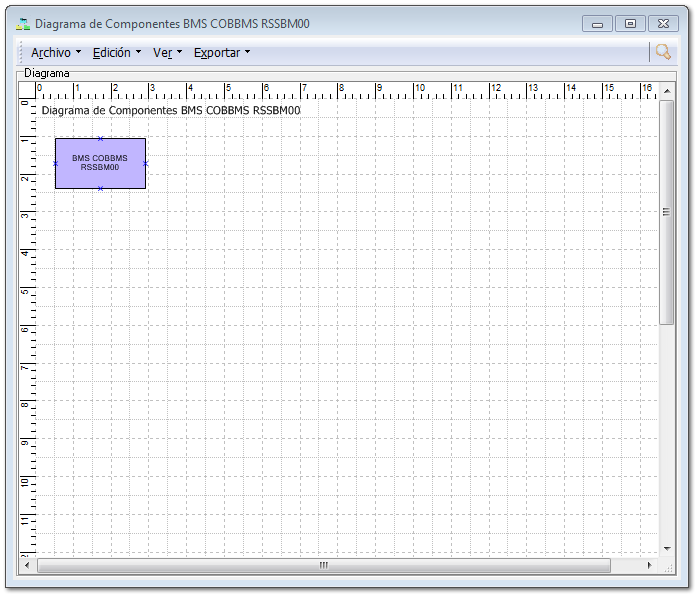 Diagrama de Componentes BMS COBBMS RSSBM00
Archivo Edición Ver Exportar
Diagrama
0 1 2 3 4 5 6 7 8 9 10 11 12 13 14 15 16
Diagrama de Componentes BMS COBBMS RSSBM00
BMS COBBMS
RSSBM00
0
1
2
3
4
5
6
7
8
9
10
11